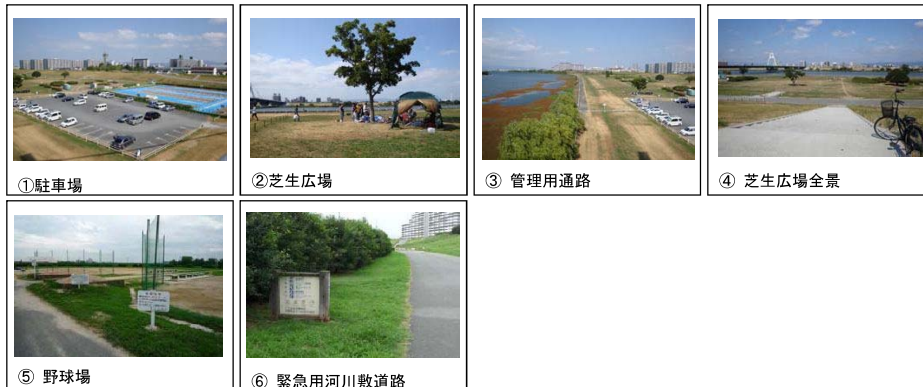 ①駐車場
②芝生広場
③ 管理用通路
④ 芝生広場全景
⑤ 野球場
⑥ 緊急用河川敷道路